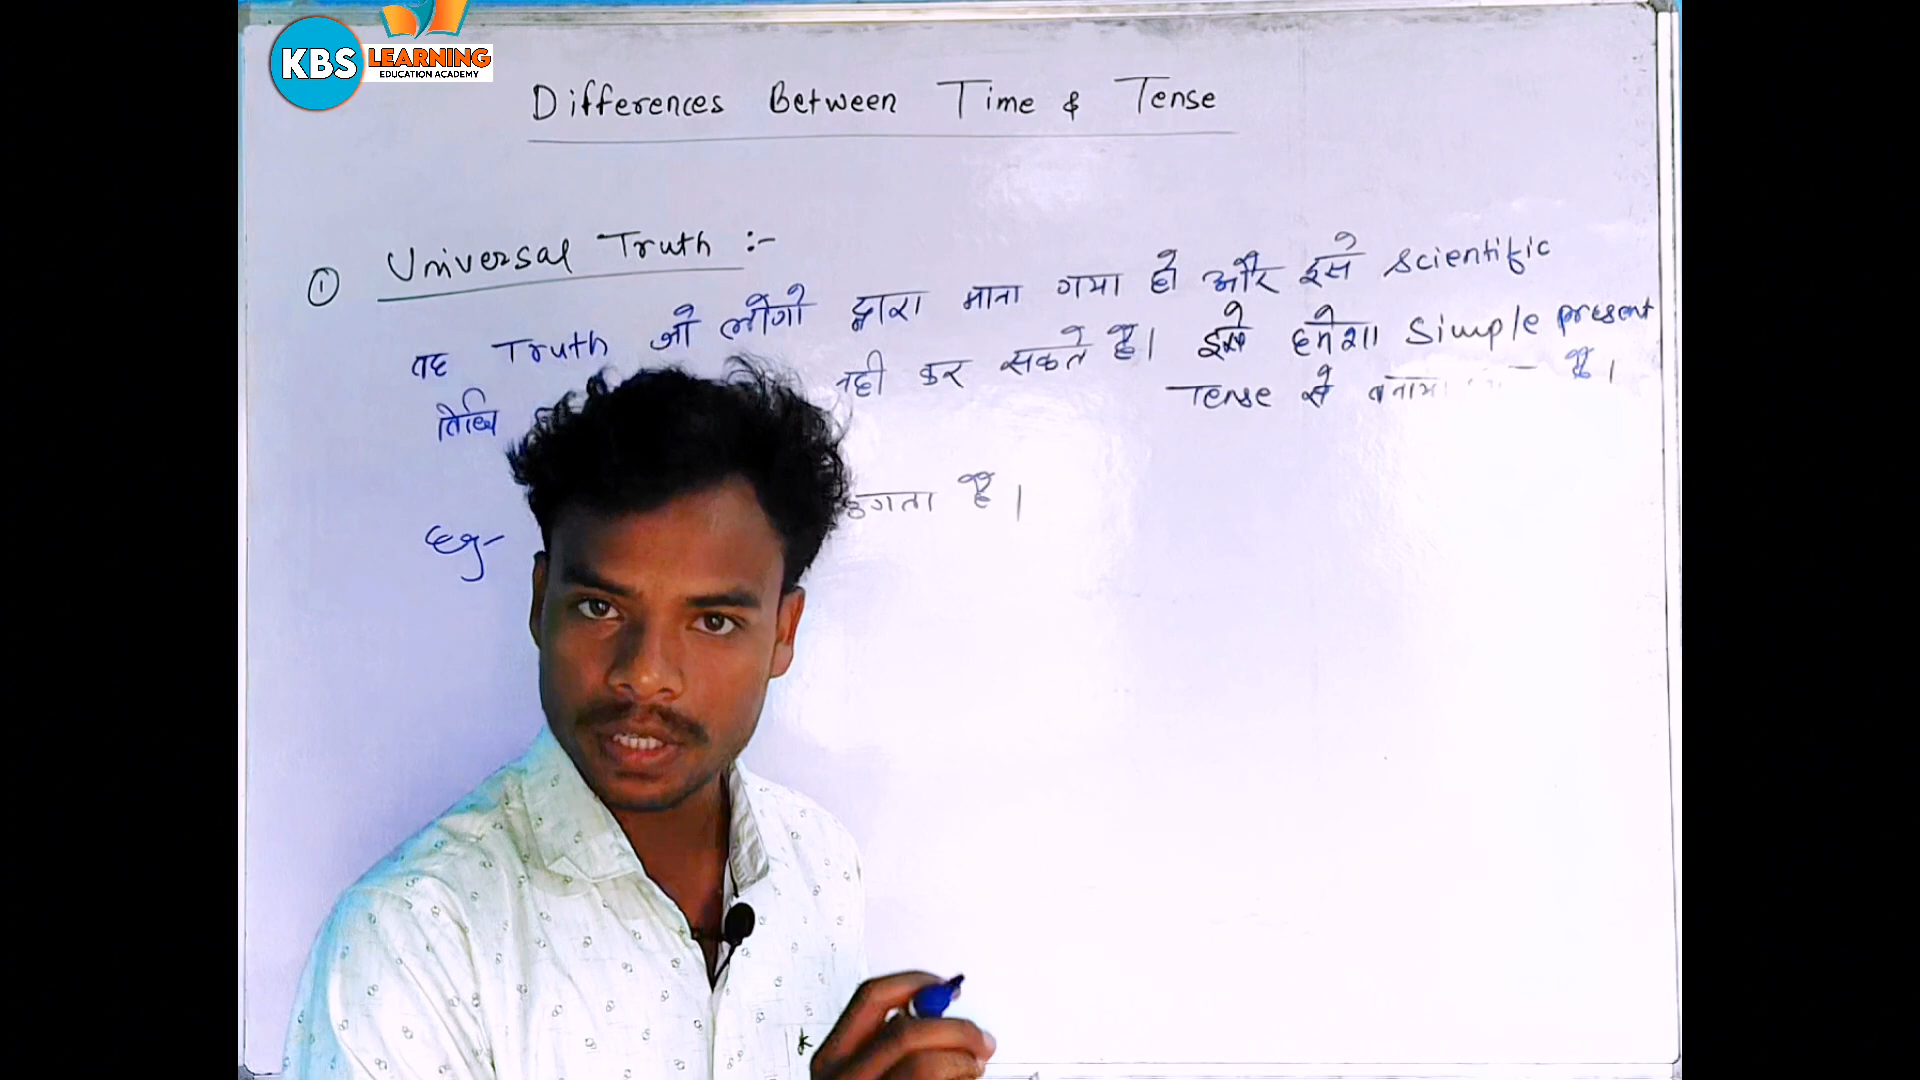 KBS LEARNING
EDUCATION ACADEMY
Differences Between Time & Tense
① Universal Truth :-
वह Truth जो लोंगो द्वारा माना गया हो और इसे scientific
नही कर सकते है। इसे हमेशा Simple present
Tense से है।
Eg- उगता है।